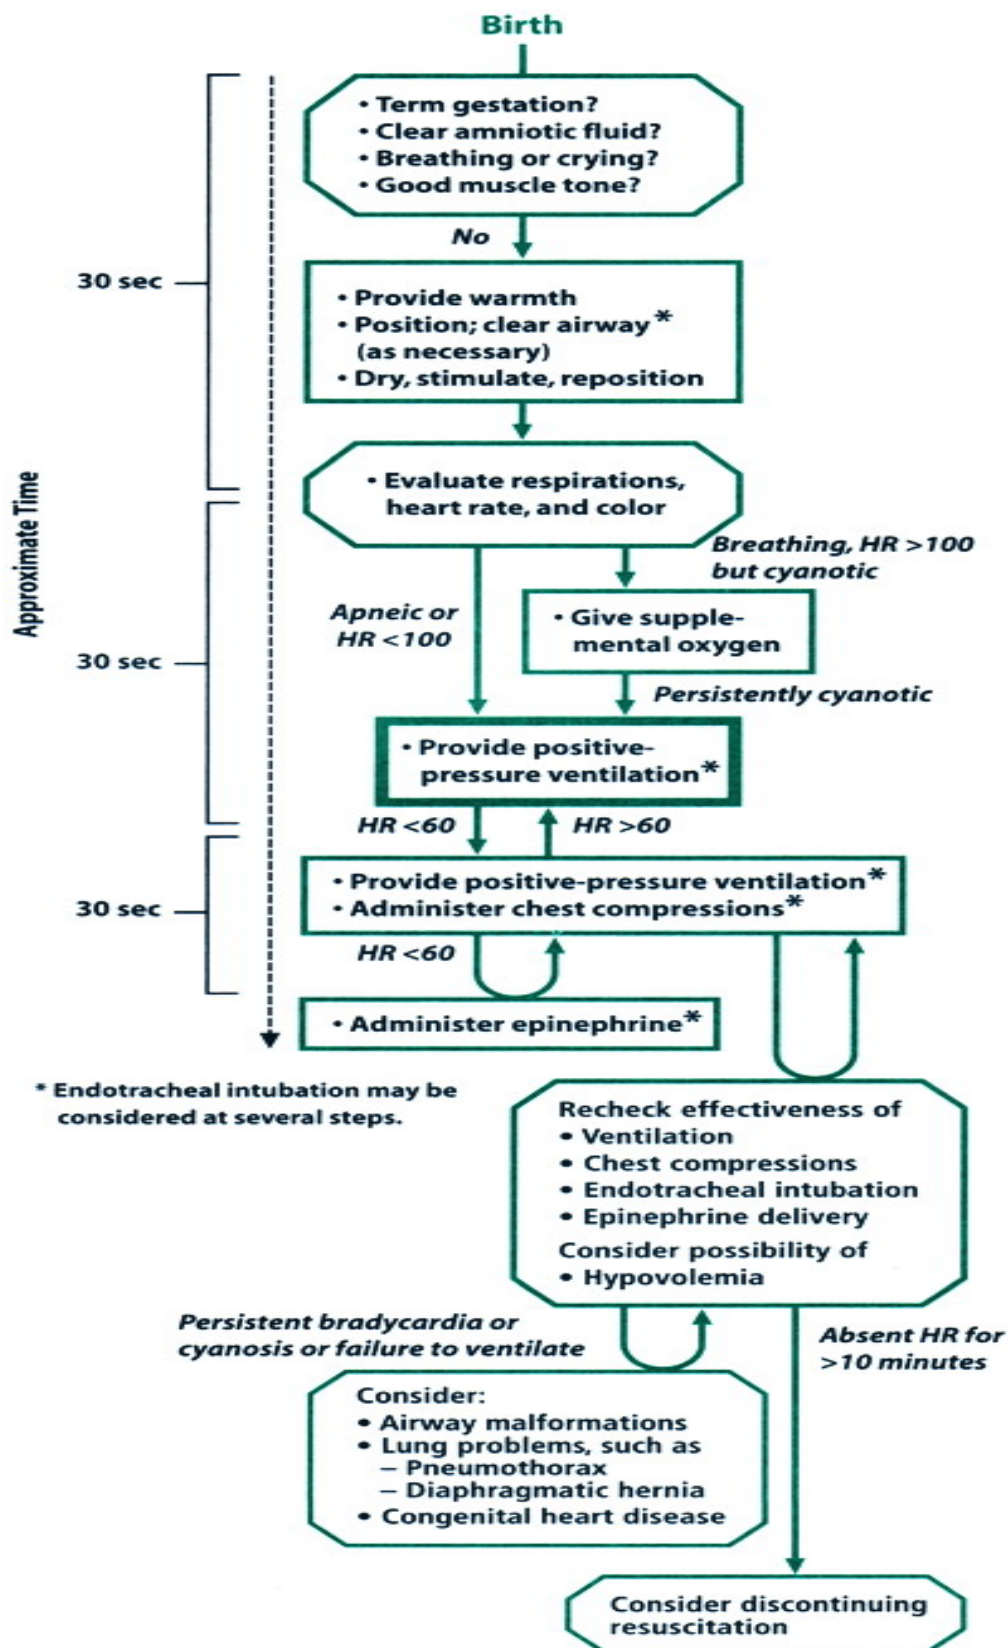 Birth
• Term gestation?
• Clear amniotic fluid?
• Breathing or crying?
• Good muscle tone?
No
30 sec
• Provide warmth
• Position; clear airway*
(as necessary)
• Dry, stimulate, reposition
Approximate Time
• Evaluate respirations,
heart rate, and color
Breathing, HR >100
but cyanotic
Apneic or
HR <100
• Give supple-
mental oxygen
30 sec
Persistently cyanotic
• Provide positive-
pressure ventilation*
HR <60
HR >60
30 sec
• Provide positive-pressure ventilation*
• Administer chest compressions*
HR <60
• Administer epinephrine*
* Endotracheal intubation may be
considered at several steps.
Recheck effectiveness of
• Ventilation
• Chest compressions
• Endotracheal intubation
• Epinephrine delivery
Consider possibility of
• Hypovolemia
Persistent bradycardia or
cyanosis or failure to ventilate
Absent HR for
>10 minutes
Consider:
• Airway malformations
• Lung problems, such as
– Pneumothorax
– Diaphragmatic hernia
• Congenital heart disease
Consider discontinuing
resuscitation